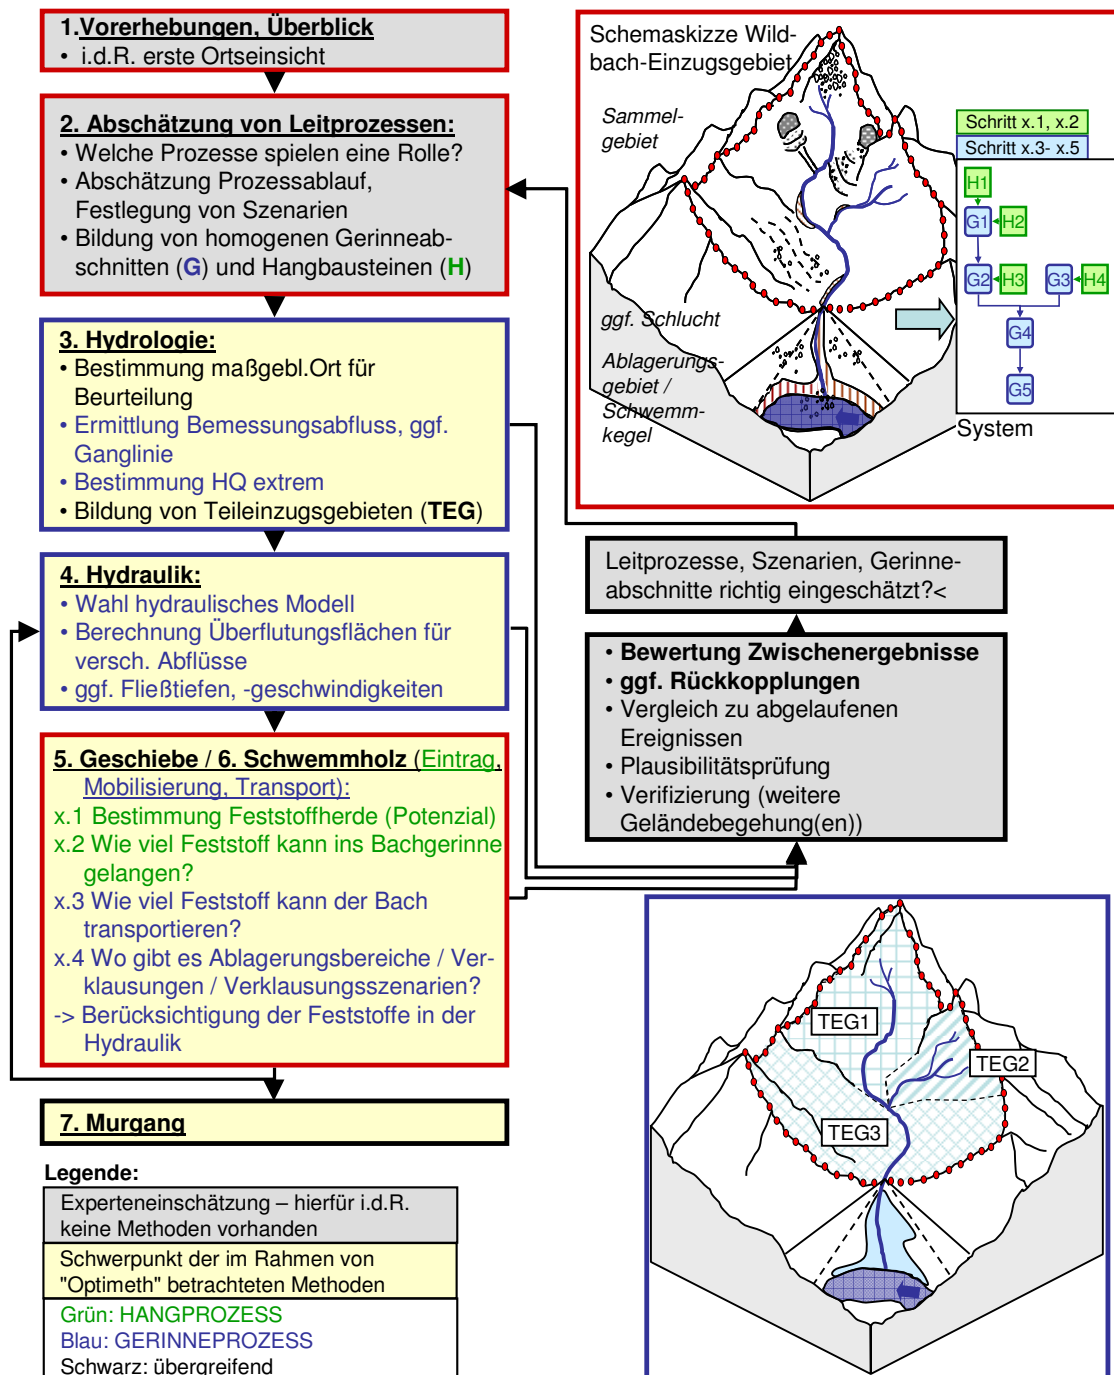 1.Vorerhebungen, Überblick
• i.d.R. erste Ortseinsicht
2. Abschätzung von Leitprozessen:
• Welche Prozesse spielen eine Rolle?
• Abschätzung Prozessablauf,
Festlegung von Szenarien
• Bildung von homogenen Gerinneab-
schnitten (G) und Hangbausteinen (H)
3. Hydrologie:
• Bestimmung maßgebl.Ort für
Beurteilung
• Ermittlung Bemessungsabfluss, ggf.
Ganglinie
• Bestimmung HQ extrem
• Bildung von Teileinzugsgebieten (TEG)
4. Hydraulik:
• Wahl hydraulisches Modell
• Berechnung Überflutungsflächen für
versch. Abflüsse
• ggf. Fließtiefen, -geschwindigkeiten
5. Geschiebe / 6. Schwemmholz (Eintrag,
Mobilisierung, Transport):
x.1 Bestimmung Feststoffherde (Potenzial)
x.2 Wie viel Feststoff kann ins Bachgerinne
gelangen?
x.3 Wie viel Feststoff kann der Bach
transportieren?
x.4 Wo gibt es Ablagerungsbereiche / Ver-
klausungen / Verklausungsszenarien?
-> Berücksichtigung der Feststoffe in der
Hydraulik
7. Murgang
Legende:
Experteneinschätzung – hierfür i.d.R.
keine Methoden vorhanden
Schwerpunkt der im Rahmen von
"Optimeth" betrachteten Methoden
Grün: HANGPROZESS
Blau: GERINNEPROZESS
Schwarz: übergreifend
Schemaskizze Wild-
bach-Einzugsgebiet
Sammel-
gebiet
ggf. Schlucht
Ablagerungs-
gebiet /
Schwemm-
kegel
Schritt x.1, x.2
Schritt x.3- x.5
H1
G1
H2
G2
H3
G3
H4
G4
G5
System
Leitprozesse, Szenarien, Gerinne-
abschnitte richtig eingeschätzt?<
• Bewertung Zwischenergebnisse
• ggf. Rückkopplungen
• Vergleich zu abgelaufenen
Ereignissen
• Plausibilitätsprüfung
• Verifizierung (weitere
Geländebegehung(en))
TEG1
TEG2
TEG3